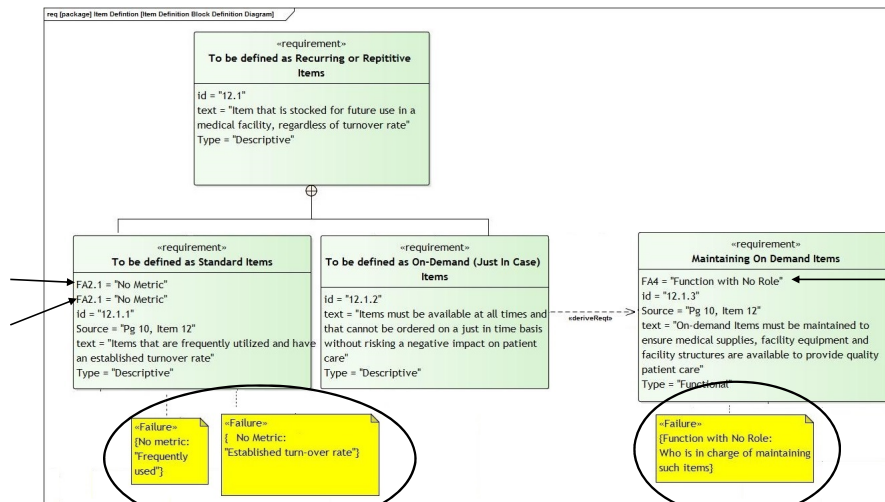 req [package] Item Defintion [Item Definition Block Definition Diagram]
«requirement»
To be defined as Recurring or Repititive
Items
id = "12.1"
text = "Item that is stocked for future use in a
medical facility, regardless of turnover rate"
Type = "Descriptive"
«requirement»
To be defined as Standard Items
FA2.1 = "No Metric"
FA2.1 = "No Metric"
id = "12.1.1"
Source = "Pg 10, Item 12"
text = "Items that are frequently utilized and have
an established turnover rate"
Type = "Descriptive"
«requirement»
To be defined as On-Demand (Just In Case)
Items
id = "12.1.2"
text = "Items must be available at all times and
that cannot be ordered on a just in time basis
without risking a negative impact on patient
care"
Type = "Descriptive"
«deriveReqt»
«requirement»
Maintaining On Demand Items
FA4 = "Function with No Role"
id = "12.1.3"
Source = "Pg 10, Item 12"
text = "On-demand Items must be maintained to
ensure medical supplies, facility equipment and
facility structures are available to provide quality
patient care"
Type = "Functional"
«Failure»
{No metric:
"Frequently
used"}
«Failure»
{ No Metric:
"Established turn-over rate"}
«Failure»
{Function with No Role:
Who is in charge of maintaining
such items}